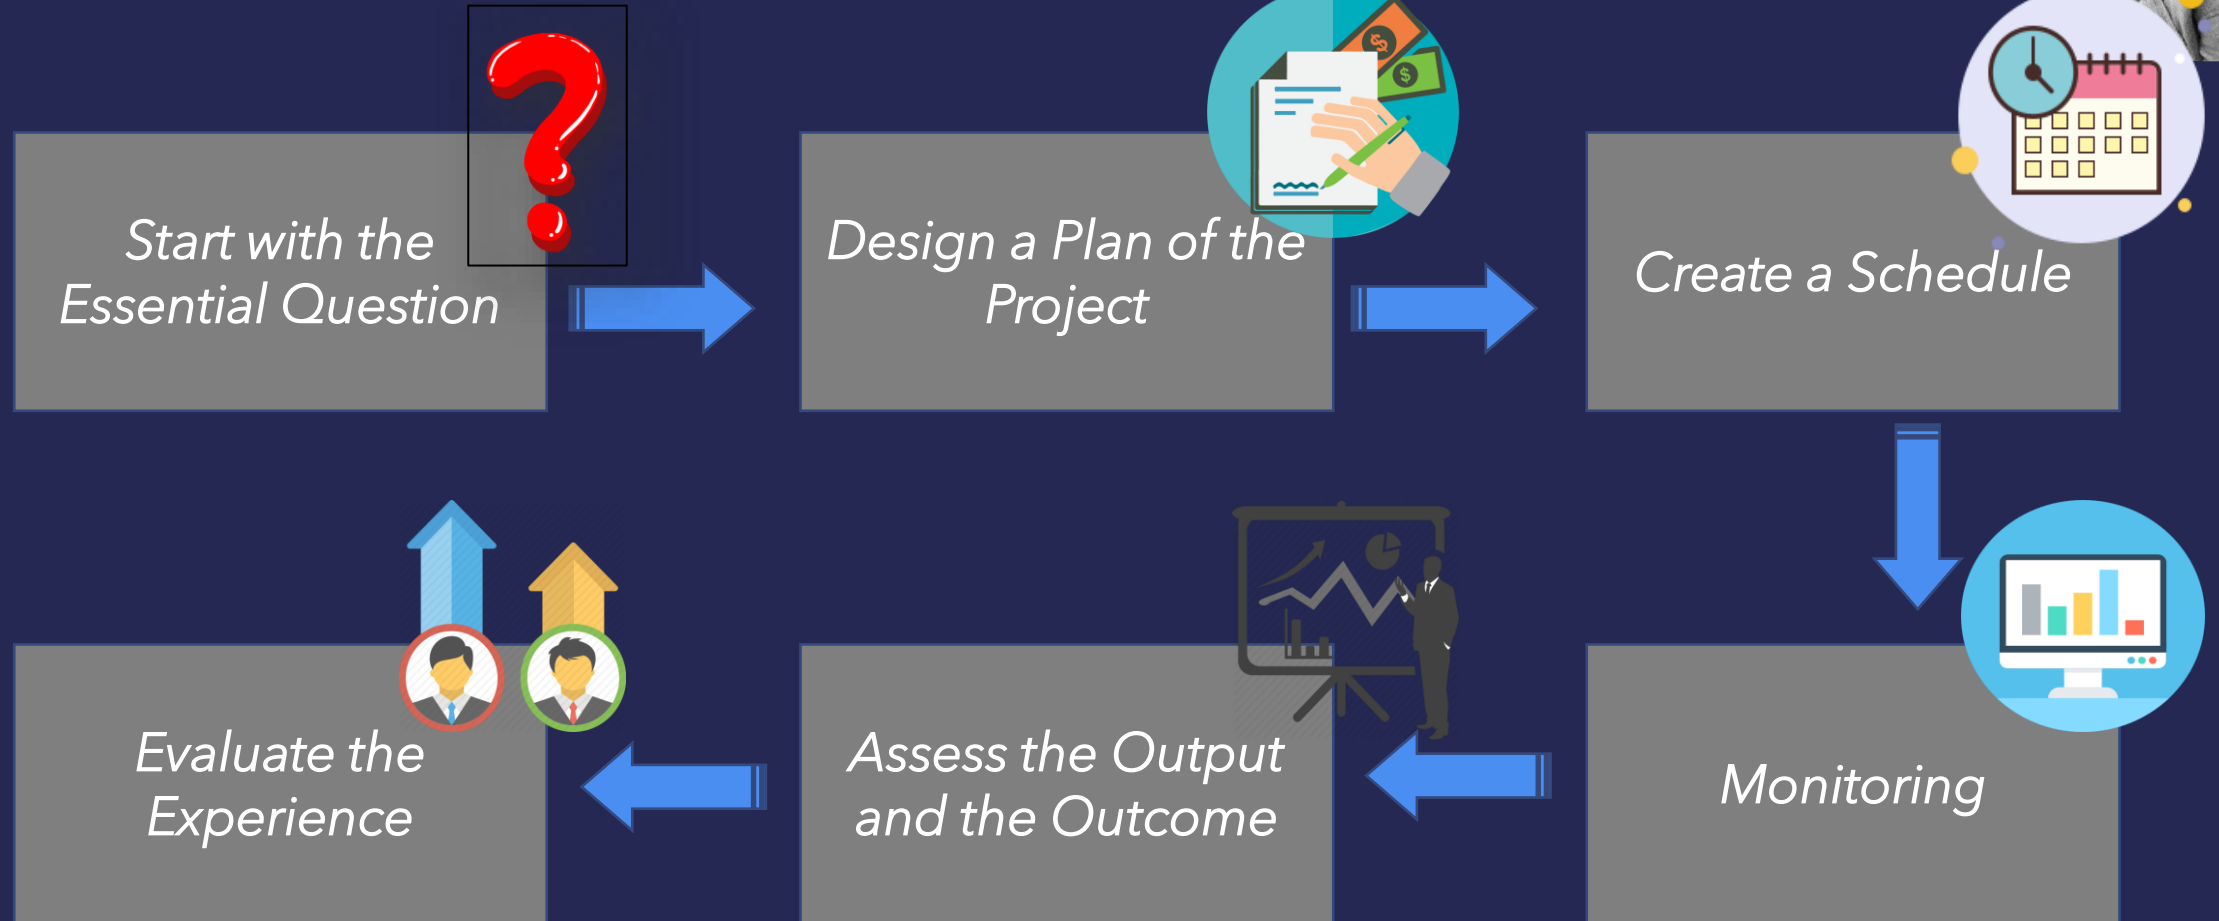 Start with the
Essential Question
Design a Plan of the
Project
Create a Schedule
Monitoring
Assess the Output
and the Outcome
Evaluate the
Experience